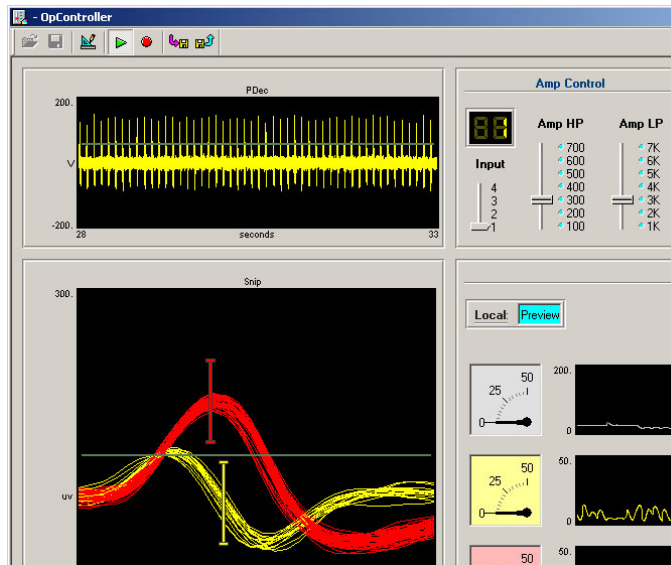 - OpController
PDec
200.
V
-200.
28
seconds
33
Amp Control
1
Input
4
3
2
1
Amp HP
700
600
500
400
300
200
100
Amp LP
7K
6K
5K
4K
3K
2K
1K
Snip
300.
uv
Local: Preview
50
25
0
200.
0
50
25
0
50.
0
50
50.